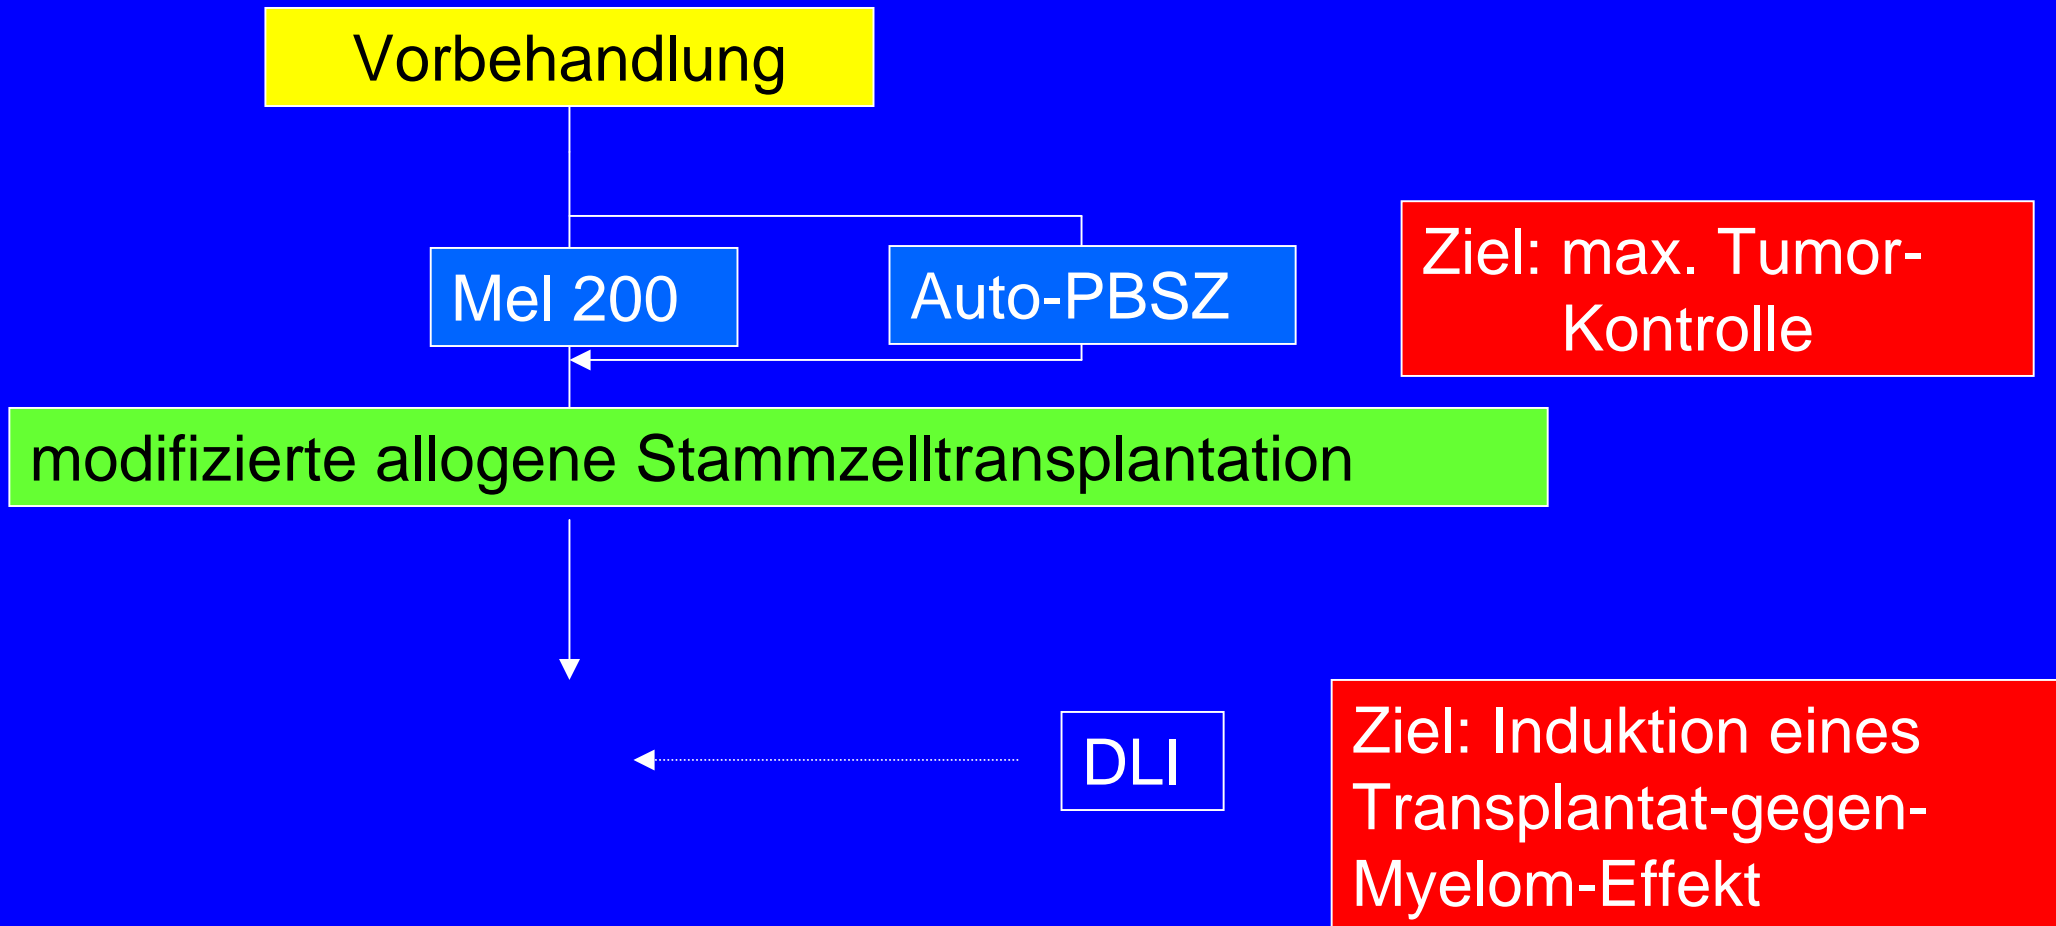 Vorbehandlung
Mel 200
Auto-PBSZ
Ziel: max. Tumor-
Kontrolle
modifizierte allogene Stammzelltransplantation
DLI
Ziel: Induktion eines
Transplantat-gegen-
Myelom-Effekt